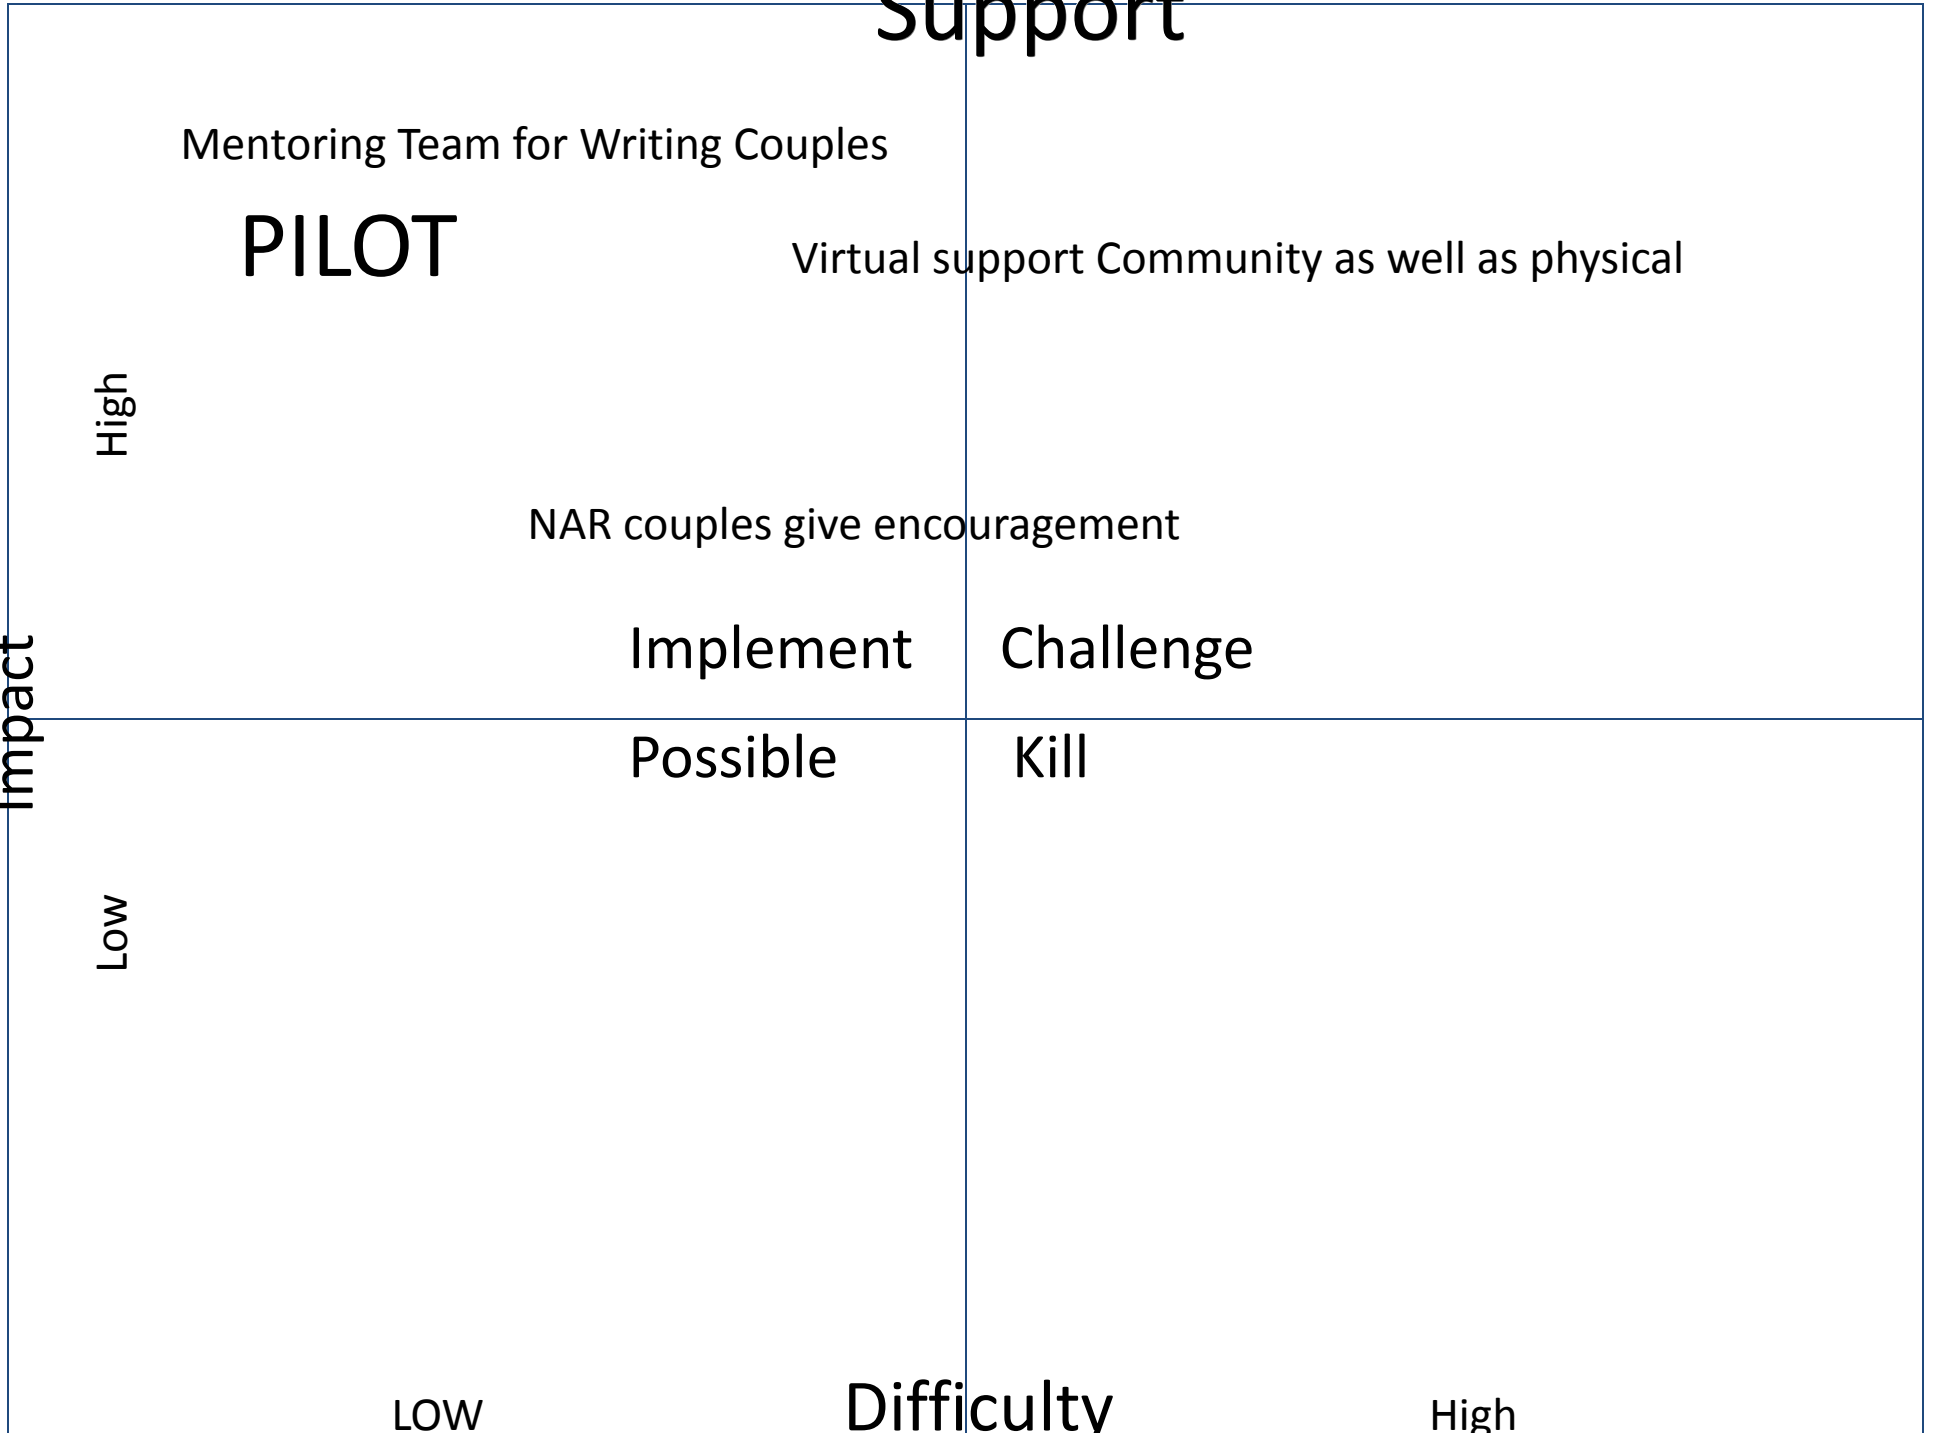 Support
Mentoring Team for Writing Couples
PILOT
Virtual support Community as well as physical
High
NAR couples give encouragement
Implement
Challenge
Impact
Possible
Kill
Low
LOW
Difficulty
High